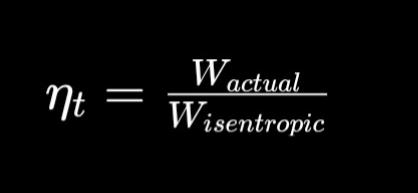 η_t = W_actual / W_isentropic